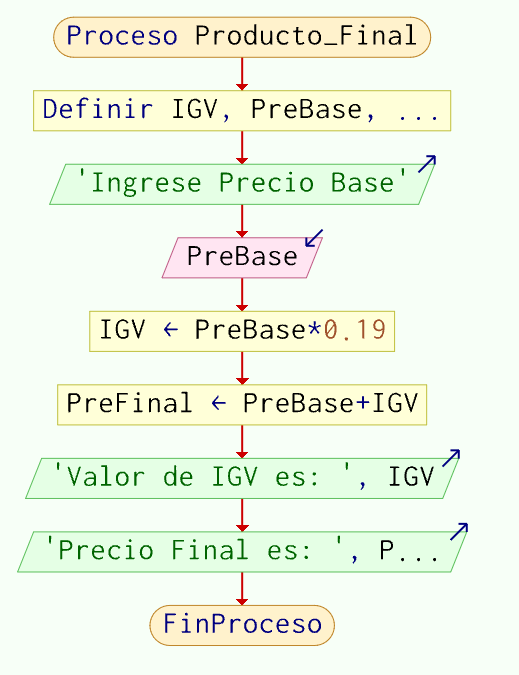 Proceso Producto_Final
Definir IGV, PreBase, ...
'Ingrese Precio Base'
PreBase
IGV ← PreBase*0.19
PreFinal ← PreBase+IGV
'Valor de IGV es: ', IGV
'Precio Final es: ', P...
FinProceso